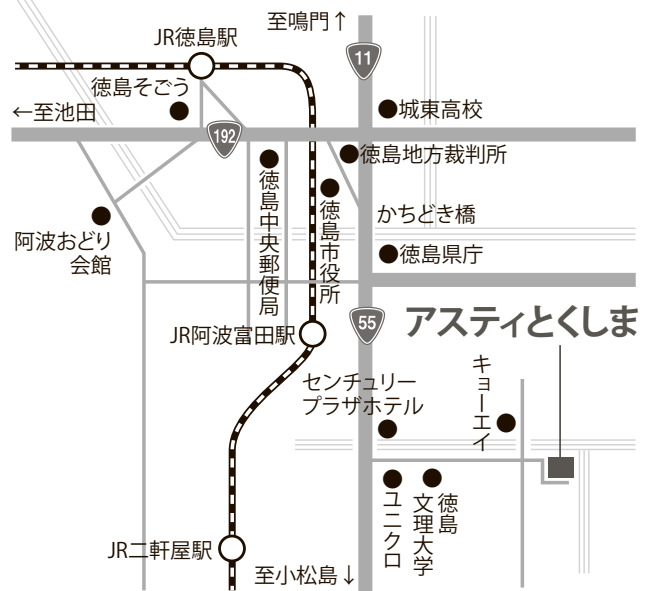 至鳴門↑
JR徳島駅
11
徳島そごう
←至池田
城東高校
192
徳島地方裁判所
徳島中央郵便局
徳島市役所
かちどき橋
阿波おどり
会館
徳島県庁
JR阿波富田駅
55
アスティとくしま
センチュリー
プラザホテル
キョーエイ
ユニクロ
徳島
文理大学
JR二軒屋駅
至小松島↓